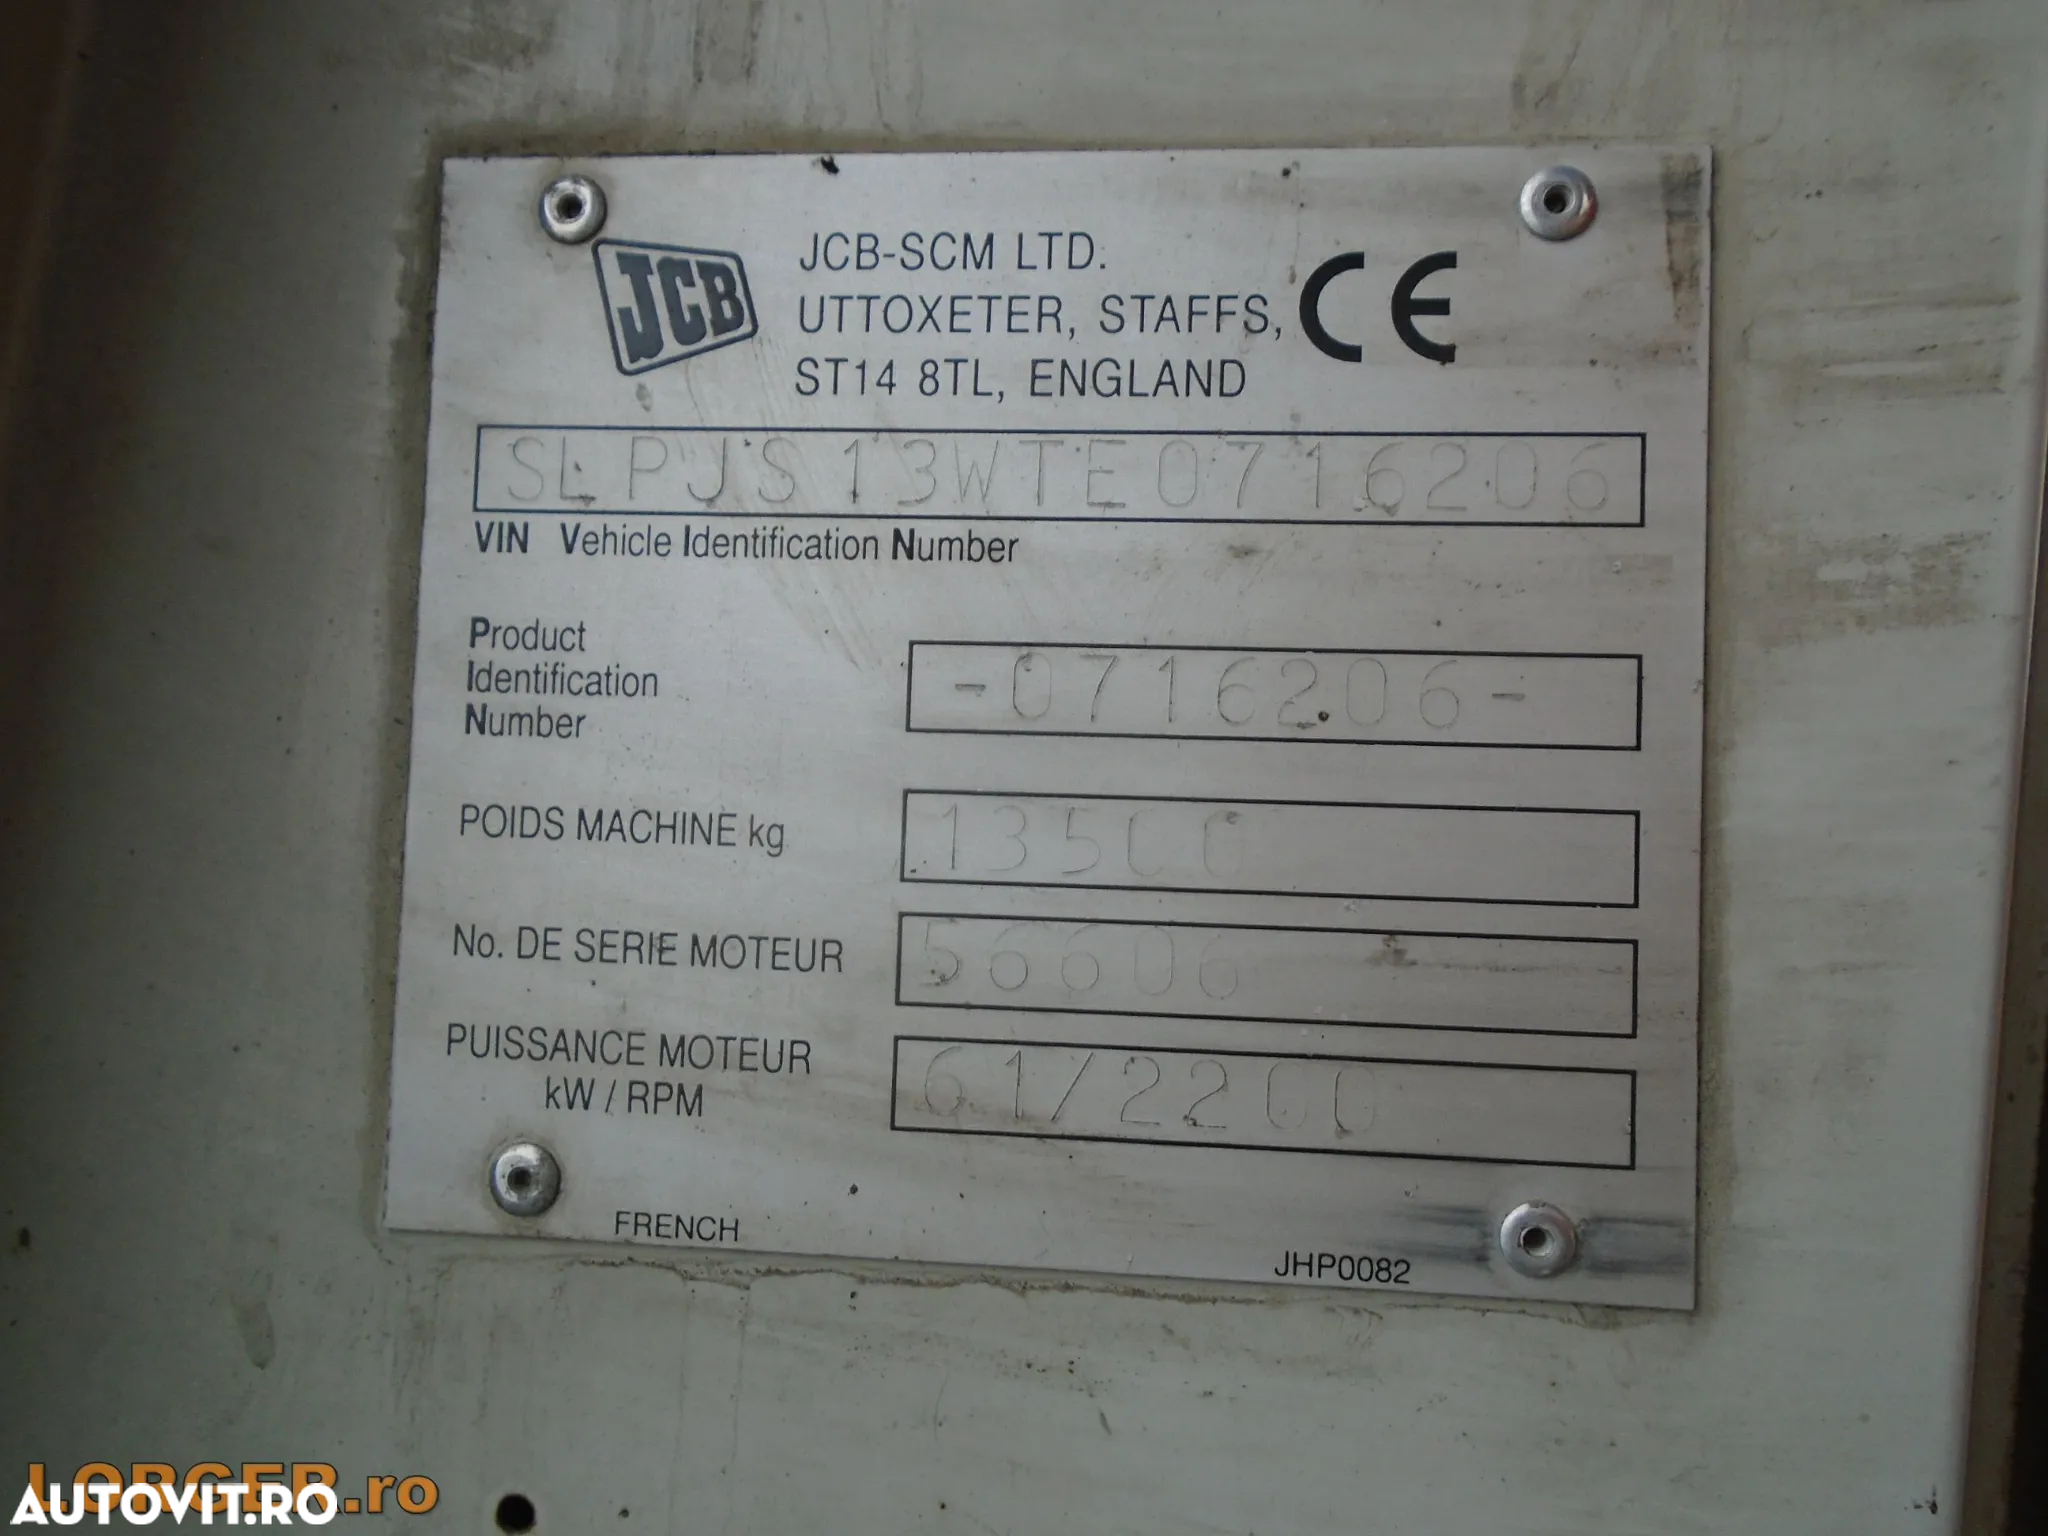 JCB
JCB-SCM LTD.
UTTOXETER, STAFFS,
ST14 8TL, ENGLAND
CE
SLPJS13WTE0716206
VIN Vehicle Identification Number
Product
Identification
Number
-0716206-
POIDS MACHINE kg
13500
No. DE SERIE MOTEUR
56606
PUISSANCE MOTEUR
kW / RPM
61/2200
FRENCH
JHP0082
LORGER.ro
AUTOVIT.RO